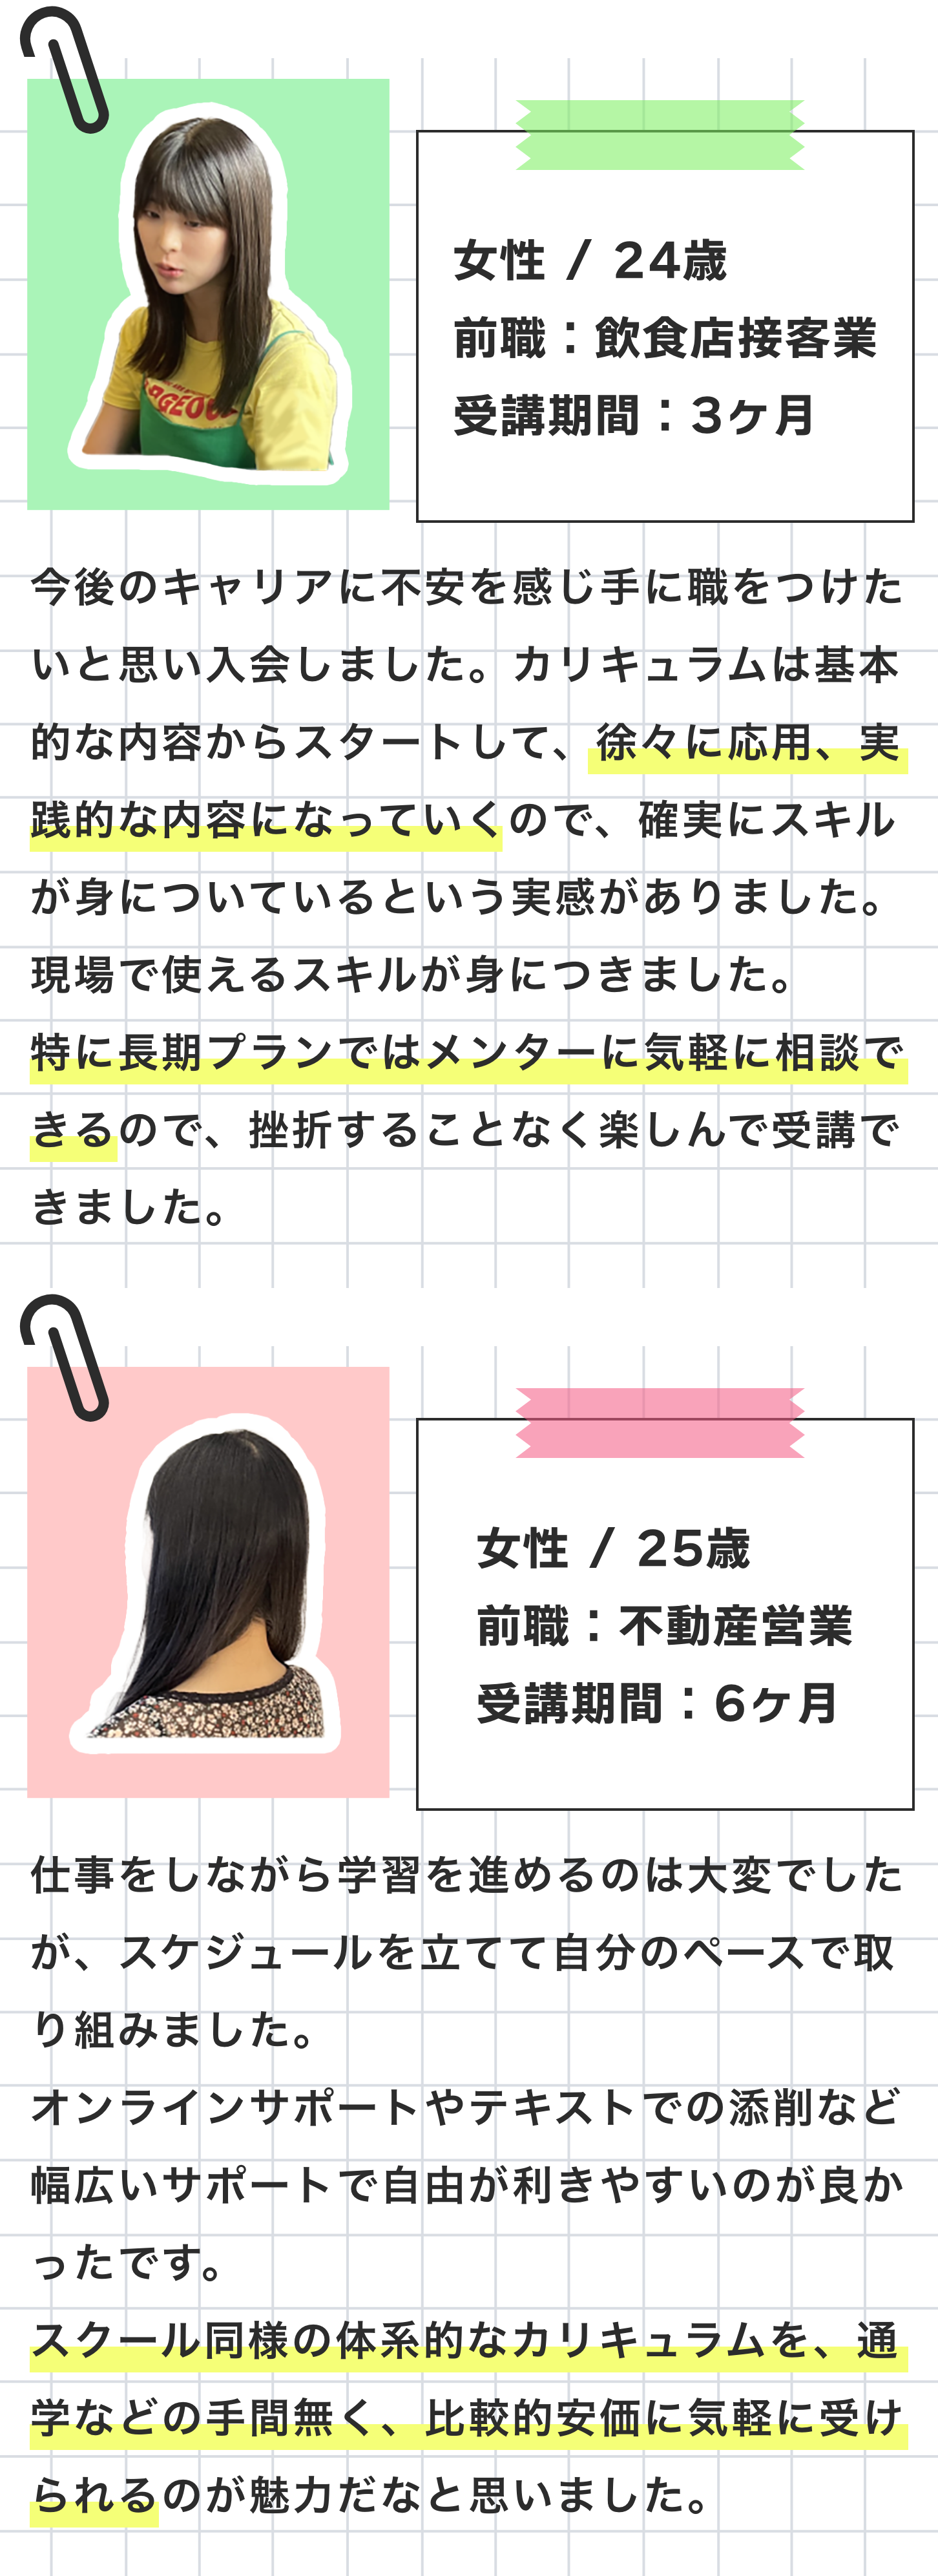 女性 / 24歳
前職：飲食店接客業
受講期間：3ヶ月
今後のキャリアに不安を感じ手に職をつけた
いと思い入会しました。カリキュラムは基本
的な内容からスタートして、徐々に応用、実
践的な内容になっていくので、確実にスキル
が身についているという実感がありました。
現場で使えるスキルが身につきました。
特に長期プランではメンターに気軽に相談で
きるので、挫折することなく楽しんで受講で
きました。
女性 / 25歳
前職：不動産営業
受講期間：6ヶ月
仕事をしながら学習を進めるのは大変でした
が、スケジュールを立てて自分のペースで取
り組みました。
オンラインサポートやテキストでの添削など
幅広いサポートで自由が利きやすいのが良か
ったです。
スクール同様の体系的なカリキュラムを、通
学などの手間無く、比較的安価に気軽に受け
られるのが魅力だなと思いました。